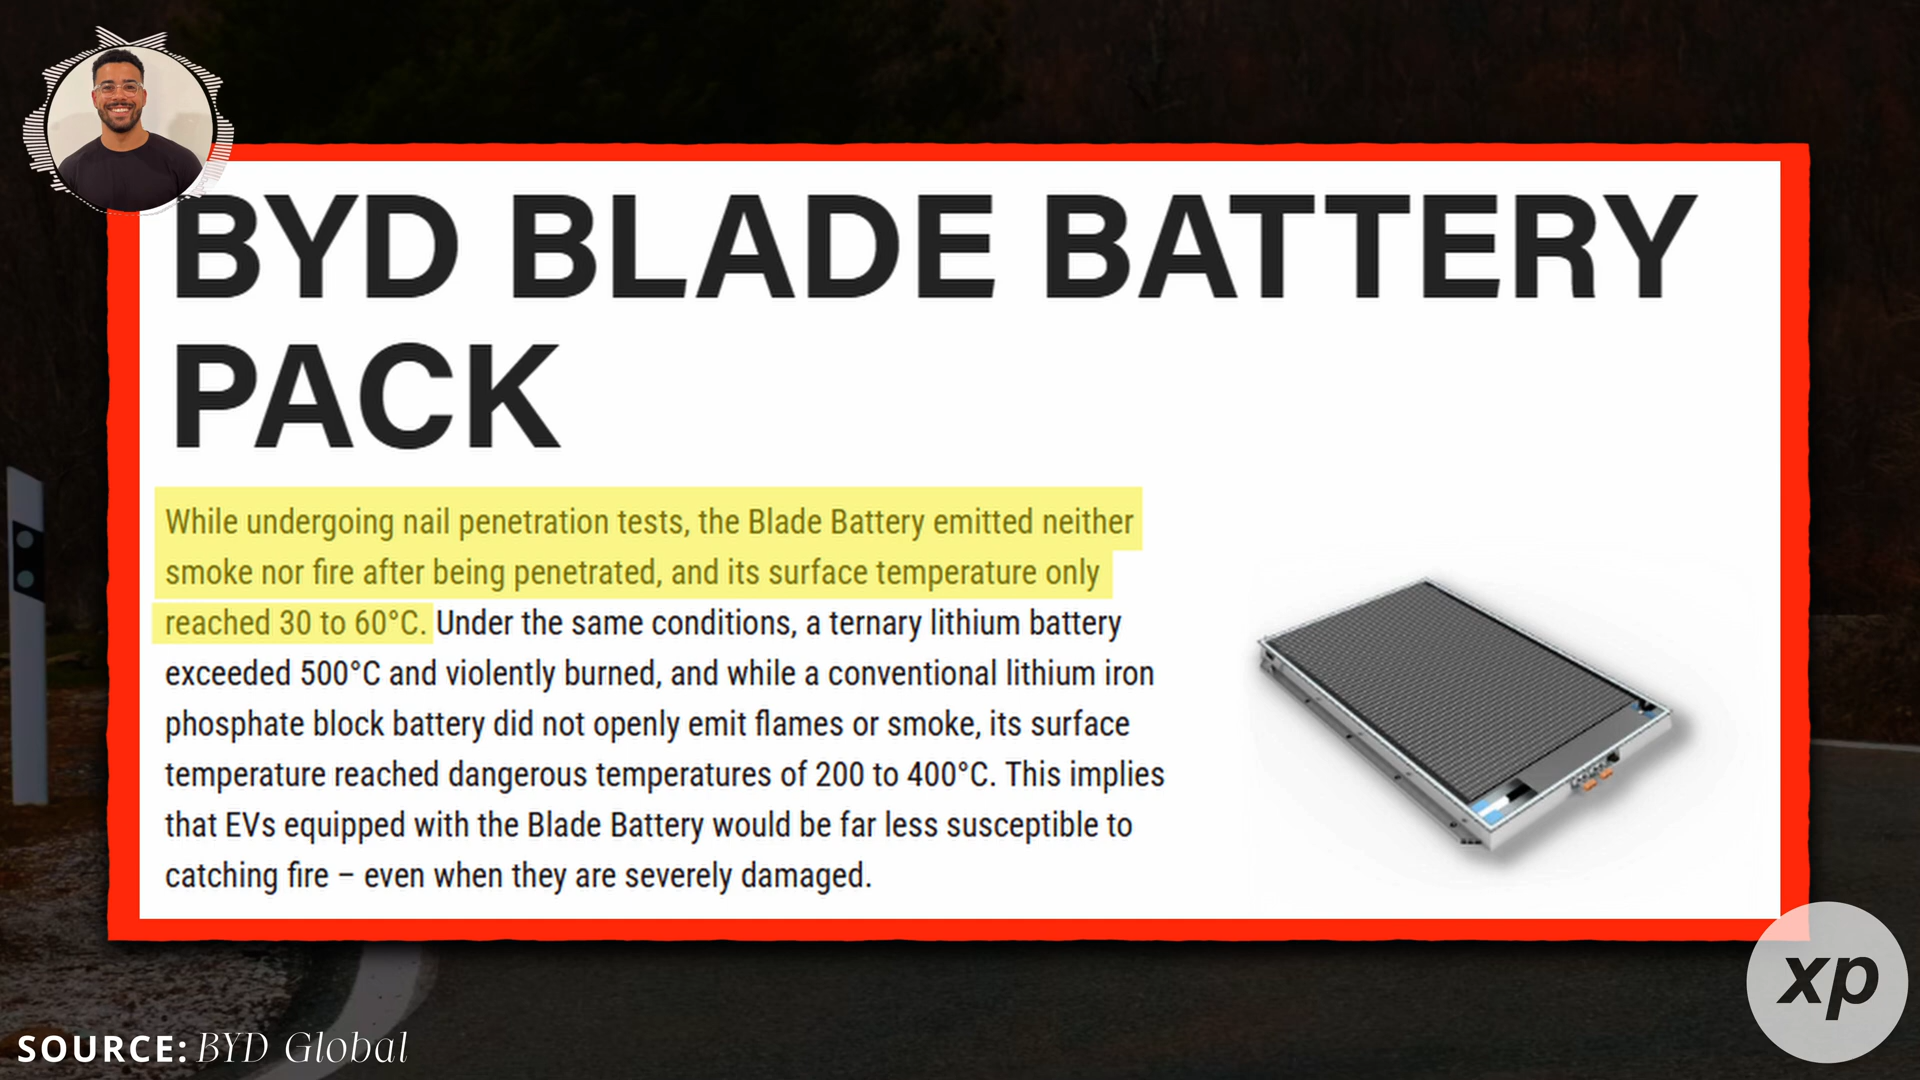 BYD BLADE BATTERY
PACK
While undergoing nail penetration tests, the Blade Battery emitted neither
smoke nor fire after being penetrated, and its surface temperature only
reached 30 to 60°C. Under the same conditions, a ternary lithium battery
exceeded 500°C and violently burned, and while a conventional lithium iron
phosphate block battery did not openly emit flames or smoke, its surface
temperature reached dangerous temperatures of 200 to 400°C. This implies
that EVs equipped with the Blade Battery would be far less susceptible to
catching fire – even when they are severely damaged.
xp
SOURCE: BYD Global